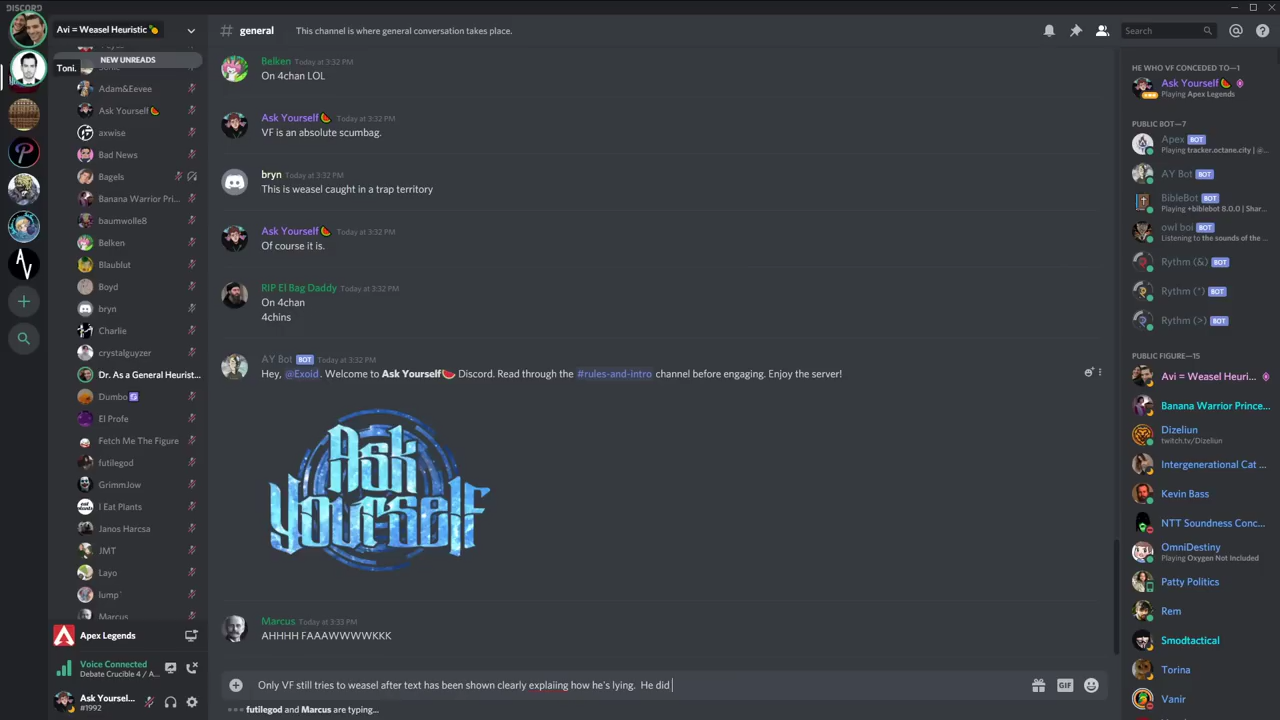 DISCORD
Avi = Weasel Heuristic
# general
This channel is where general conversation takes place.
Search
Toni.
NEW UNREADS
Adam&Eevee
Ask Yourself
axwise
Bad News
Bagels
Banana Warrior Pri...
baumwolle8
Belken
Blaublut
Boyd
bryn
Charlie
crystalguyzer
Dr. As a General Heurist...
Dumbo
El Profe
Fetch Me The Figure
futilegod
GrimmJow
I Eat Plants
Janos Harcsa
JMT
Layo
lump`
Marcus
Apex Legends
Voice Connected
Debate Crucible 4 / A...
Ask Yoursel...
#1992
Belken Today at 3:32 PM
On 4chan LOL
Ask Yourself Today at 3:32 PM
VF is an absolute scumbag.
bryn Today at 3:32 PM
This is weasel caught in a trap territory
Ask Yourself Today at 3:32 PM
Of course it is.
RIP El Bag Daddy Today at 3:32 PM
On 4chan
4chins
AY Bot BOT Today at 3:32 PM
Hey, @Exoid. Welcome to Ask Yourself Discord. Read through the #rules-and-intro channel before engaging. Enjoy the server!
Ask
Yourself
Marcus Today at 3:33 PM
AHHHH FAAAWWWWKKK
Only VF still tries to weasel after text has been shown clearly explaiing how he's lying.  He did
GIF
futilegod and Marcus are typing...
HE WHO VF CONCEDED TO—1
Ask Yourself
Playing Apex Legends
PUBLIC BOT—7
Apex BOT
Playing tracker.octane.city | @...
AY Bot BOT
BibleBot BOT
Playing +biblebot 8.0.0 | Shar...
owl boi BOT
Listening to the sounds of the ...
Rythm (&) BOT
Rythm (*) BOT
Rythm (>) BOT
PUBLIC FIGURE—15
Avi = Weasel Heuri...
Banana Warrior Prince...
Dizeliun
twitch.tv/Dizeliun
Intergenerational Cat ...
Kevin Bass
NTT Soundness Conc...
OmniDestiny
Playing Oxygen Not Included
Patty Politics
Rem
Smodtactical
Torina
Vanir